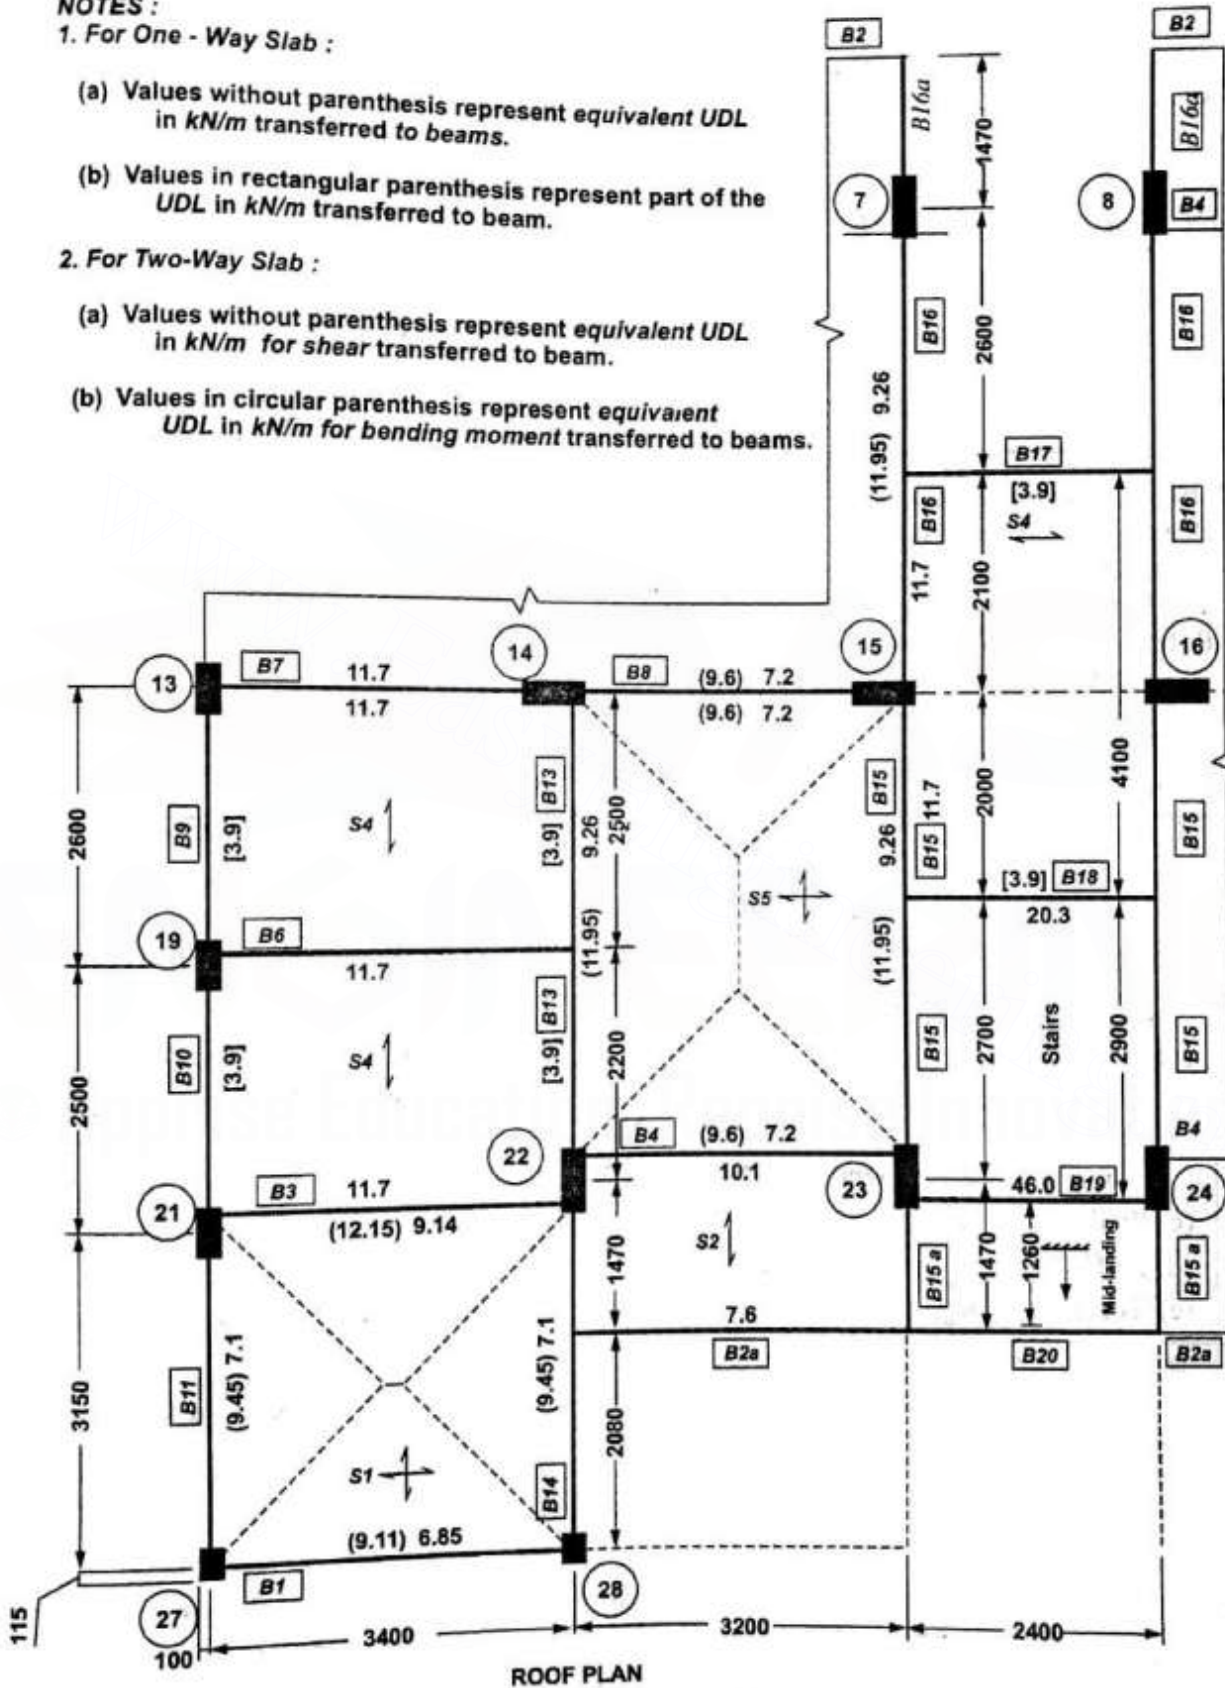 NOTES :
1. For One - Way Slab :
(a) Values without parenthesis represent equivalent UDL
in kN/m transferred to beams.
(b) Values in rectangular parenthesis represent part of the
UDL in kN/m transferred to beam.
2. For Two-Way Slab :
(a) Values without parenthesis represent equivalent UDL
in kN/m for shear transferred to beam.
(b) Values in circular parenthesis represent equivalent
UDL in kN/m for bending moment transferred to beams.
B2
B2
B16a
1470
B16a
7
8
B4
B16
2600
B16
(11.95) 9.26
B17
[3.9]
B16
S4
B16
11.7
2100
13
B7
11.7
14
B8
(9.6) 7.2
15
16
11.7
(9.6) 7.2
2600
B9
[3.9]
S4
B13
[3.9]
9.26
2500
B15
9.26
B15
11.7
2000
4100
B15
S5
[3.9]
B18
20.3
19
B6
11.7
(11.95)
(11.95)
2500
B10
[3.9]
S4
B13
[3.9]
2200
B15
2700
Stairs
2900
B15
B4
22
B4
(9.6) 7.2
10.1
23
46.0
B19
24
21
B3
11.7
(12.15) 9.14
1470
S2
B15 a
1470
1260
Mid-landing
B15 a
7.6
B2a
B20
B2a
3150
B11
(9.45) 7.1
(9.45) 7.1
2080
S1
B14
(9.11) 6.85
B1
27
28
115
100
3400
3200
2400
ROOF PLAN